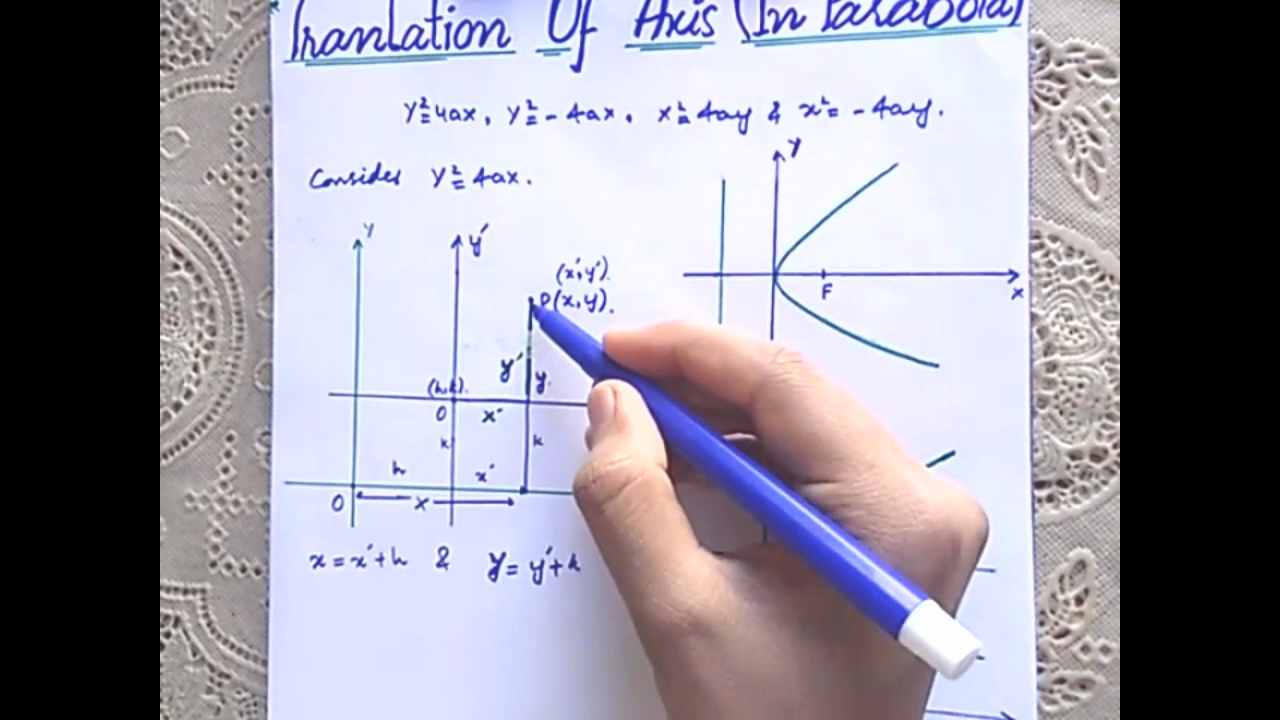 Tranlation Of Axis (In Parabola)
y²=4ax, y²=-4ax, x²=4ay & x²=-4ay.
Consider y²=4ax.
y
y
y'
(x',y').
P(x,y).
F
x
y'
y.
(h,k).
O
x'
k
k
h
x'
O
x
x=x'+h & y=y'+k